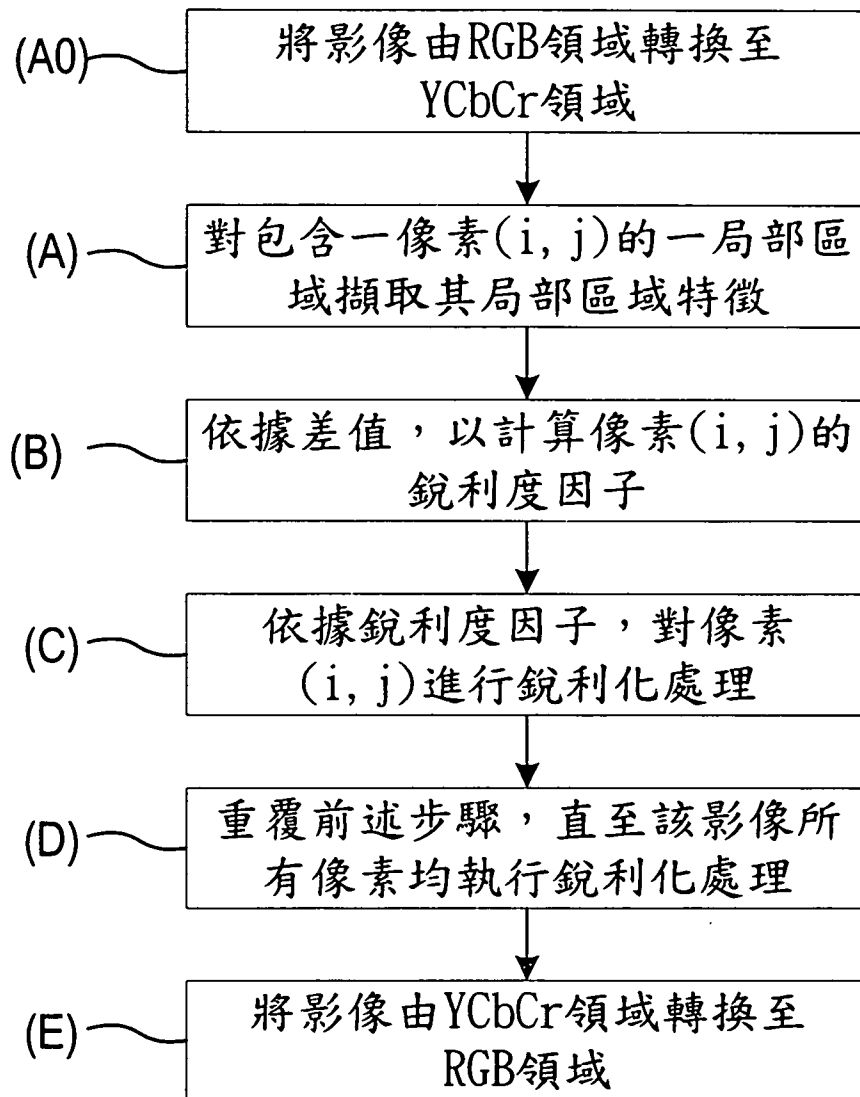 (A0)
將影像由RGB領域轉換至
YCbCr領域
(A)
對包含一像素(i, j)的一局部區
域擷取其局部區域特徵
(B)
依據差值，以計算像素(i, j)的
銳利度因子
(C)
依據銳利度因子，對像素
(i, j)進行銳利化處理
(D)
重覆前述步驟，直至該影像所
有像素均執行銳利化處理
(E)
將影像由YCbCr領域轉換至
RGB領域